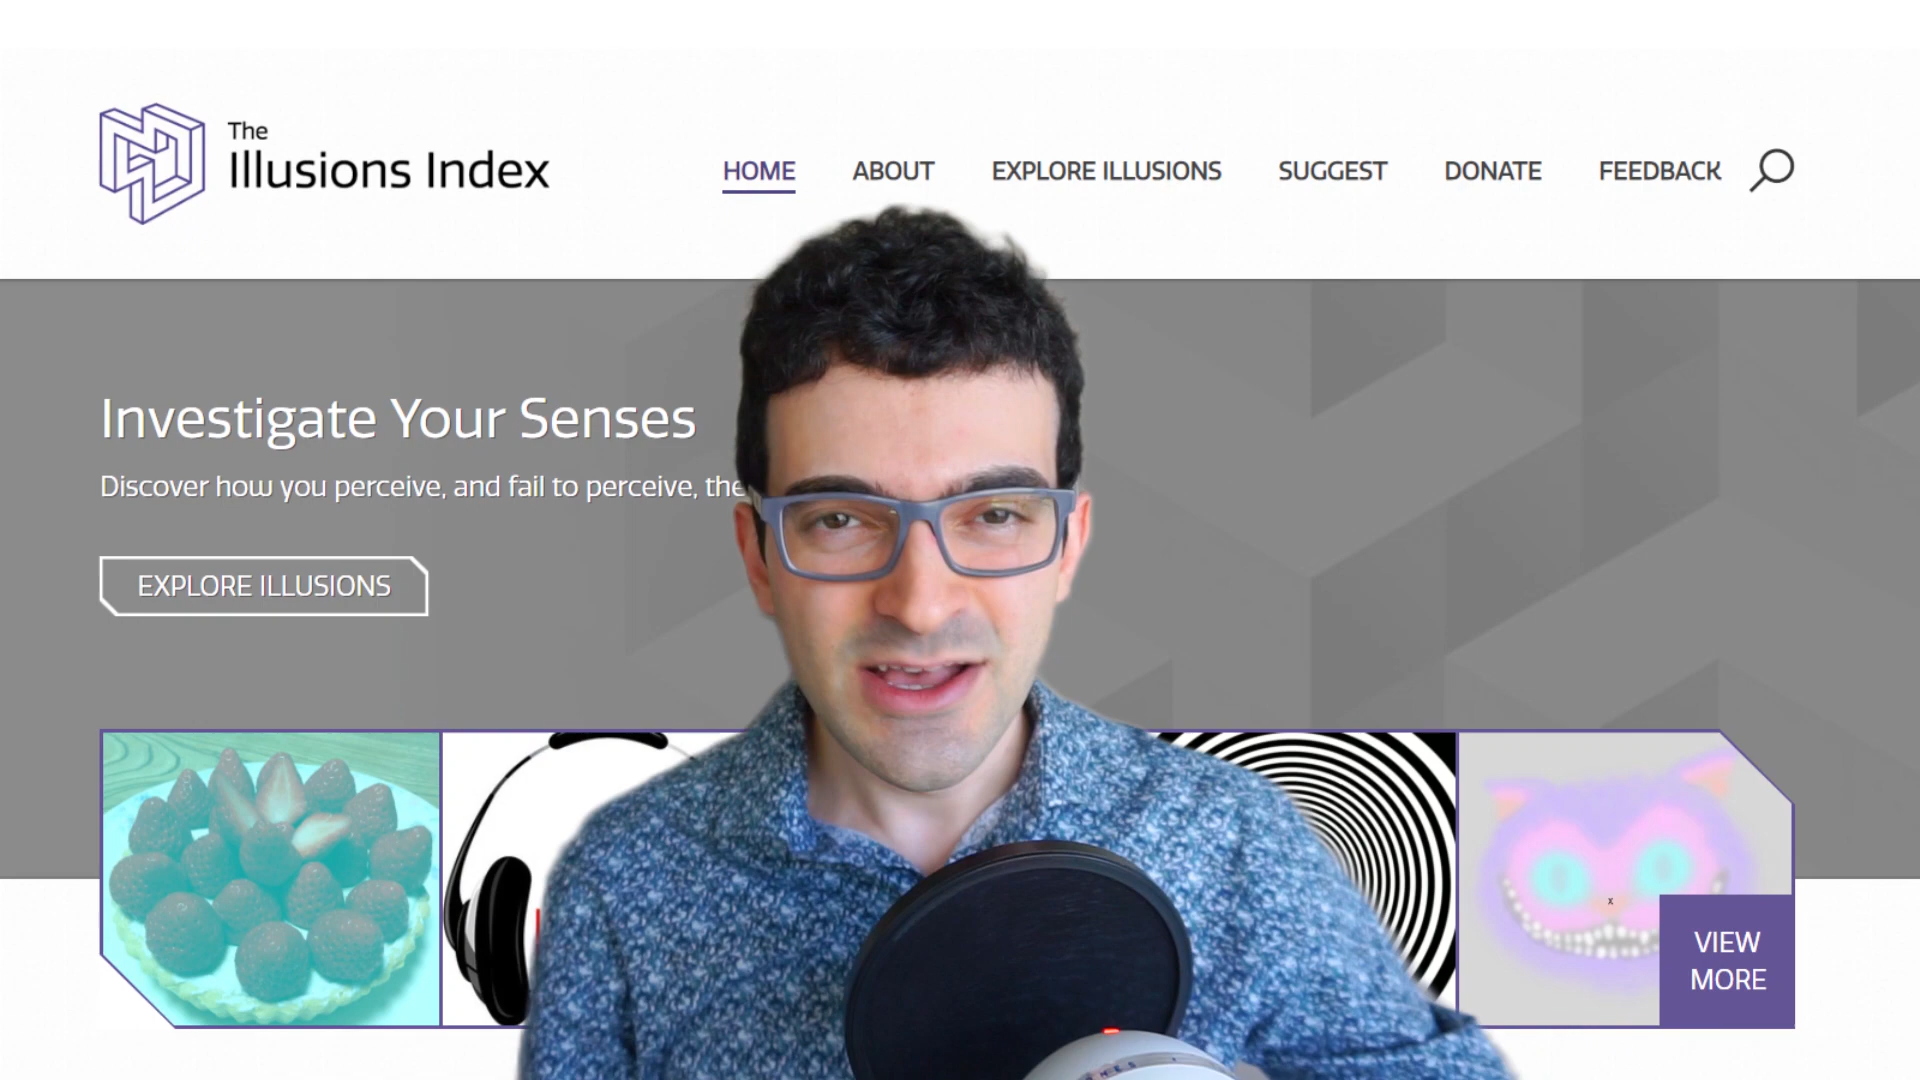 The
Illusions Index
HOME
ABOUT
EXPLORE ILLUSIONS
SUGGEST
DONATE
FEEDBACK
Investigate Your Senses
Discover how you perceive, and fail to perceive, the
EXPLORE ILLUSIONS
x
VIEW
MORE